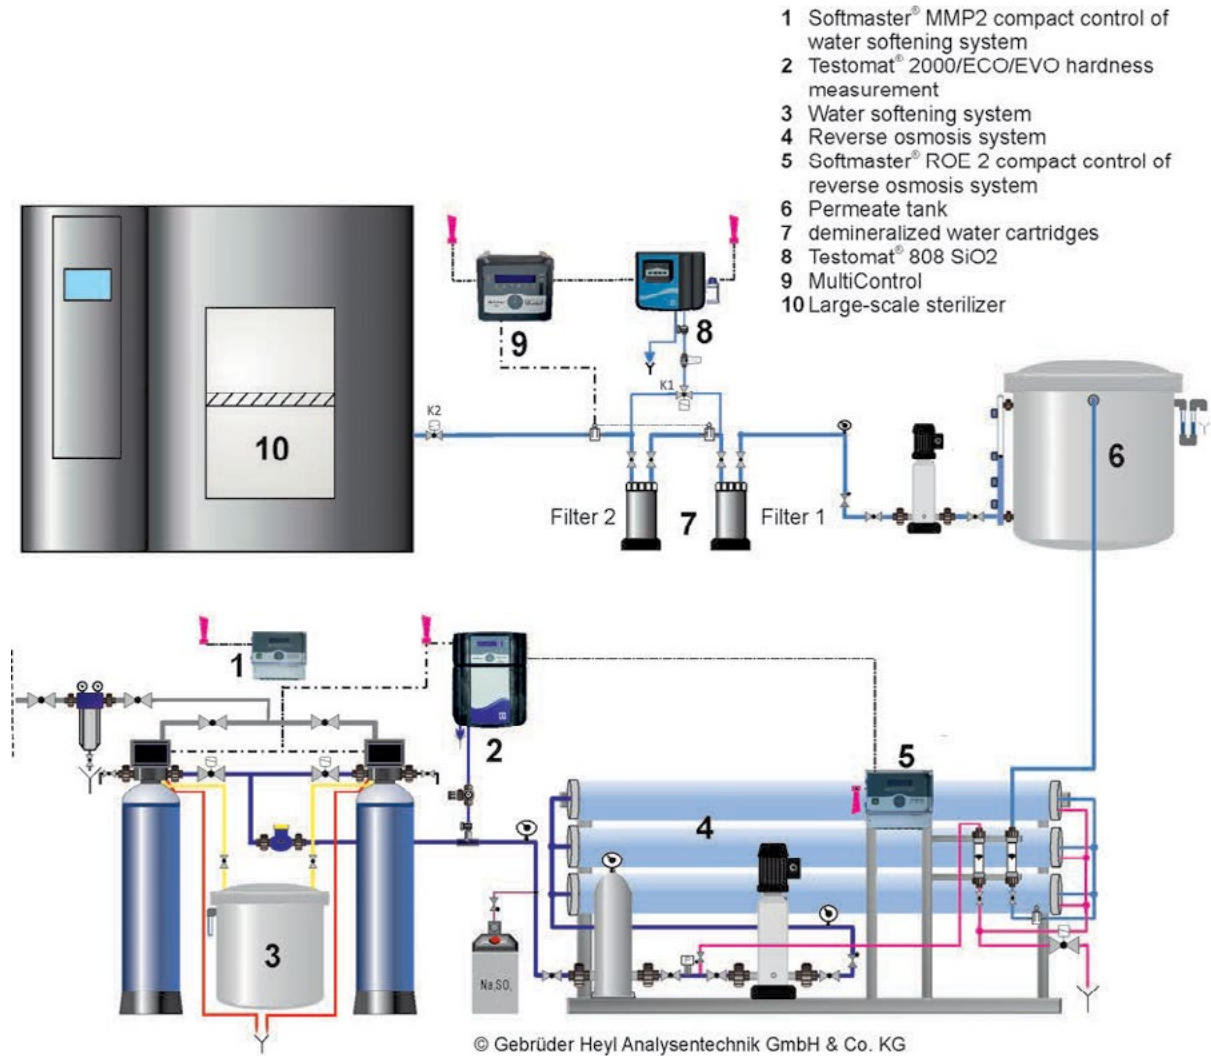 1 Softmaster® MMP2 compact control of
water softening system
2 Testomat® 2000/ECO/EVO hardness
measurement
3 Water softening system
4 Reverse osmosis system
5 Softmaster® ROE 2 compact control of
reverse osmosis system
6 Permeate tank
7 demineralized water cartridges
8 Testomat® 808 SiO2
9 MultiControl
10 Large-scale sterilizer
9
8
K1
K2
10
6
Filter 2
7
Filter 1
1
2
5
4
3
P
© Gebrüder Heyl Analysentechnik GmbH & Co. KG